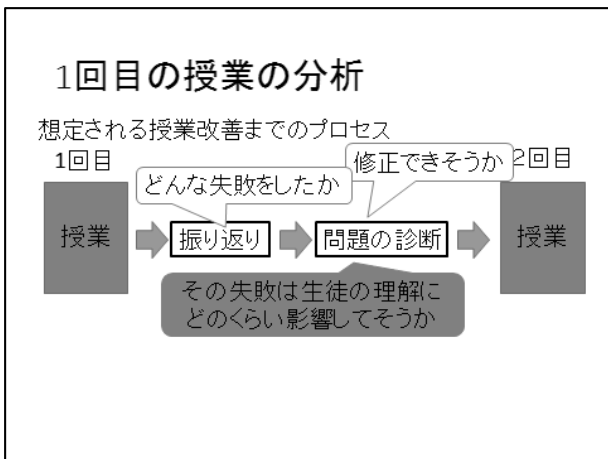 1回目の授業の分析
想定される授業改善までのプロセス
1回目
どんな失敗をしたか
修正できそうか
2回目
授業
振り返り
問題の診断
授業
その失敗は生徒の理解に
どのくらい影響してそうか